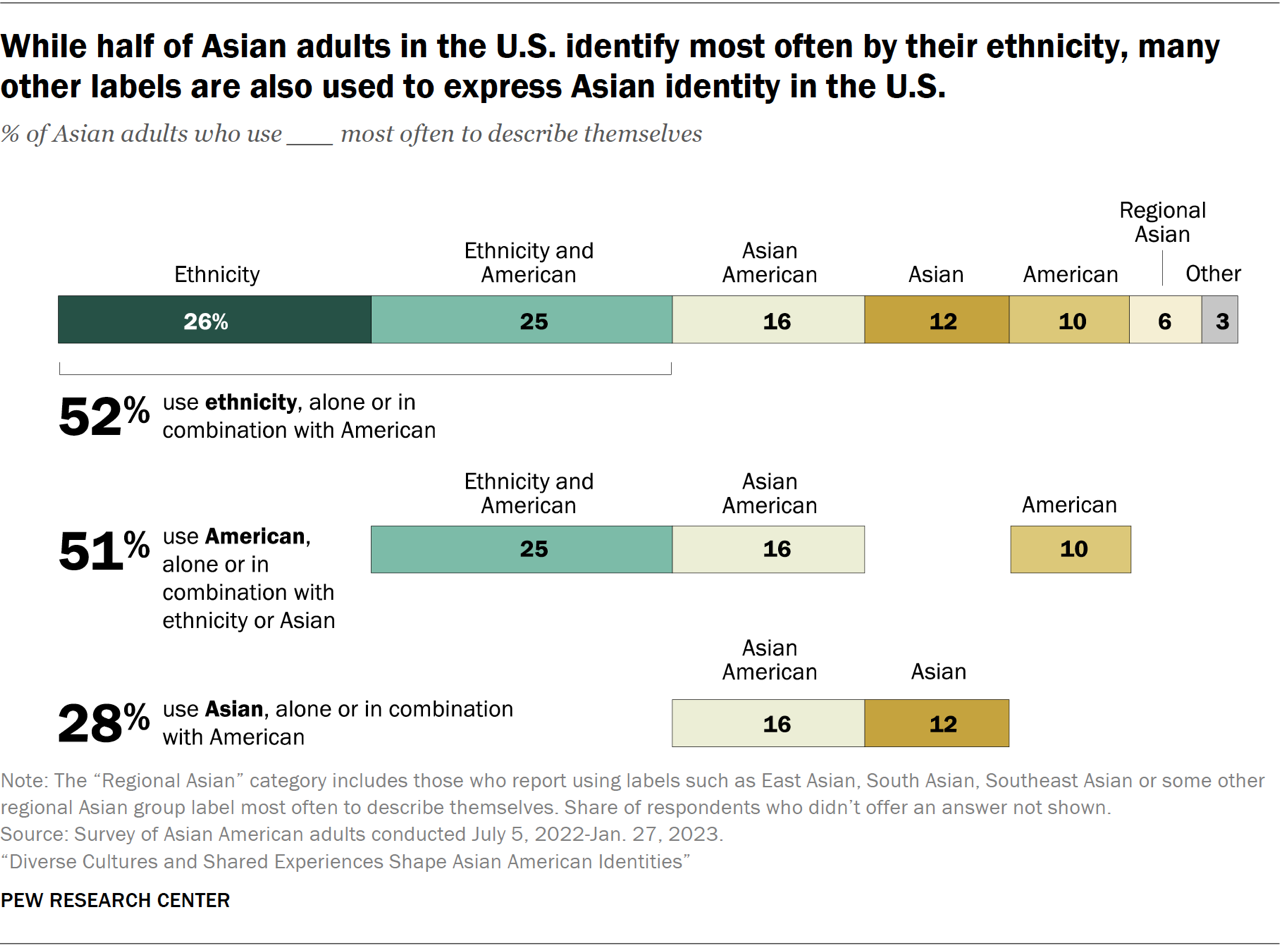 While half of Asian adults in the U.S. identify most often by their ethnicity, many
other labels are also used to express Asian identity in the U.S.
% of Asian adults who use ___ most often to describe themselves
Regional
Asian
Ethnicity and
American
Asian
American
Ethnicity
Asian
American
Other
26%
25
16
12
10
6
3
52% use ethnicity, alone or in
combination with American
Ethnicity and
American
Asian
American
American
51% use American,
alone or in
combination with
ethnicity or Asian
25
16
10
Asian
American
Asian
28% use Asian, alone or in combination
with American
16
12
Note: The “Regional Asian” category includes those who report using labels such as East Asian, South Asian, Southeast Asian or some other
regional Asian group label most often to describe themselves. Share of respondents who didn’t offer an answer not shown.
Source: Survey of Asian American adults conducted July 5, 2022-Jan. 27, 2023.
“Diverse Cultures and Shared Experiences Shape Asian American Identities”
PEW RESEARCH CENTER